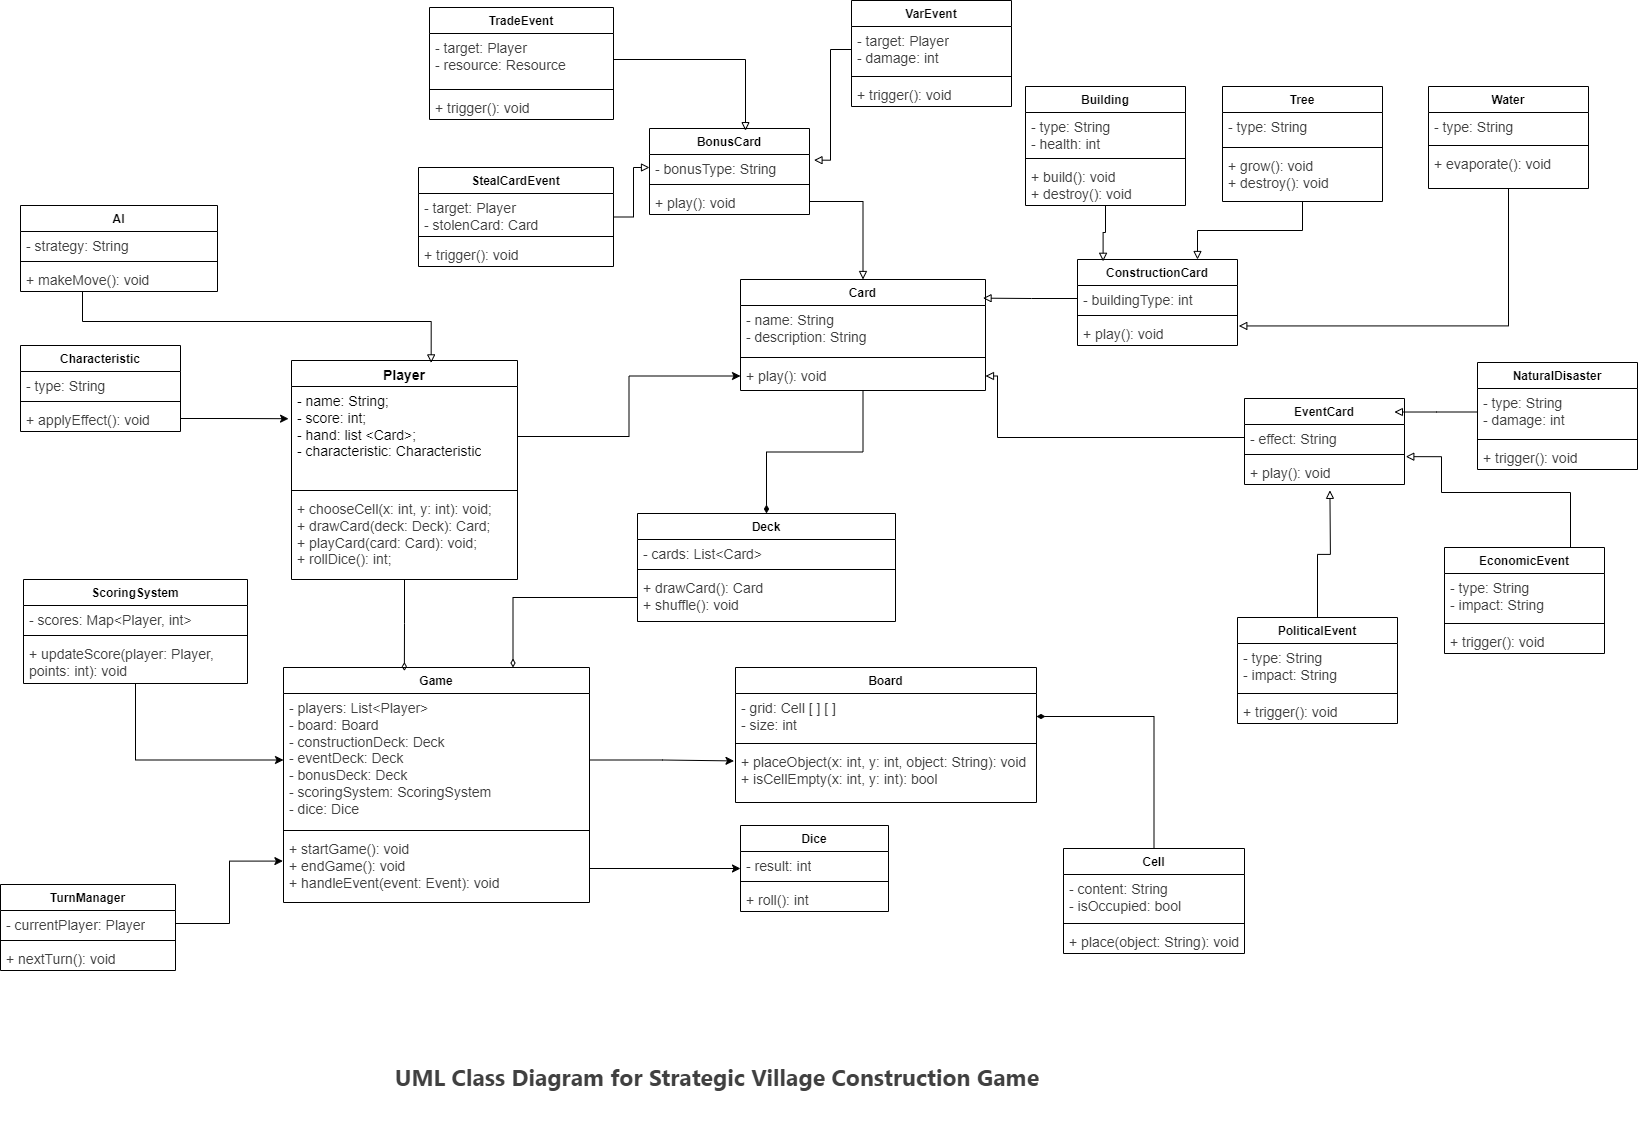 TradeEvent
- target: Player
- resource: Resource
+ trigger(): void
VarEvent
- target: Player
- damage: int
+ trigger(): void
Building
- type: String
- health: int
+ build(): void
+ destroy(): void
Tree
- type: String
+ grow(): void
+ destroy(): void
Water
- type: String
+ evaporate(): void
BonusCard
- bonusType: String
+ play(): void
StealCardEvent
- target: Player
- stolenCard: Card
+ trigger(): void
AI
- strategy: String
+ makeMove(): void
Card
- name: String
- description: String
+ play(): void
ConstructionCard
- buildingType: int
+ play(): void
Characteristic
- type: String
+ applyEffect(): void
Player
- name: String;
- score: int;
- hand: list <Card>;
- characteristic: Characteristic
+ chooseCell(x: int, y: int): void;
+ drawCard(deck: Deck): Card;
+ playCard(card: Card): void;
+ rollDice(): int;
EventCard
- effect: String
+ play(): void
NaturalDisaster
- type: String
- damage: int
+ trigger(): void
Deck
- cards: List<Card>
+ drawCard(): Card
+ shuffle(): void
EconomicEvent
- type: String
- impact: String
+ trigger(): void
ScoringSystem
- scores: Map<Player, int>
+ updateScore(player: Player,
points: int): void
PoliticalEvent
- type: String
- impact: String
+ trigger(): void
Game
- players: List<Player>
- board: Board
- constructionDeck: Deck
- eventDeck: Deck
- bonusDeck: Deck
- scoringSystem: ScoringSystem
- dice: Dice
+ startGame(): void
+ endGame(): void
+ handleEvent(event: Event): void
Board
- grid: Cell [ ] [ ]
- size: int
+ placeObject(x: int, y: int, object: String): void
+ isCellEmpty(x: int, y: int): bool
Dice
- result: int
+ roll(): int
Cell
- content: String
- isOccupied: bool
+ place(object: String): void
TurnManager
- currentPlayer: Player
+ nextTurn(): void
UML Class Diagram for Strategic Village Construction Game